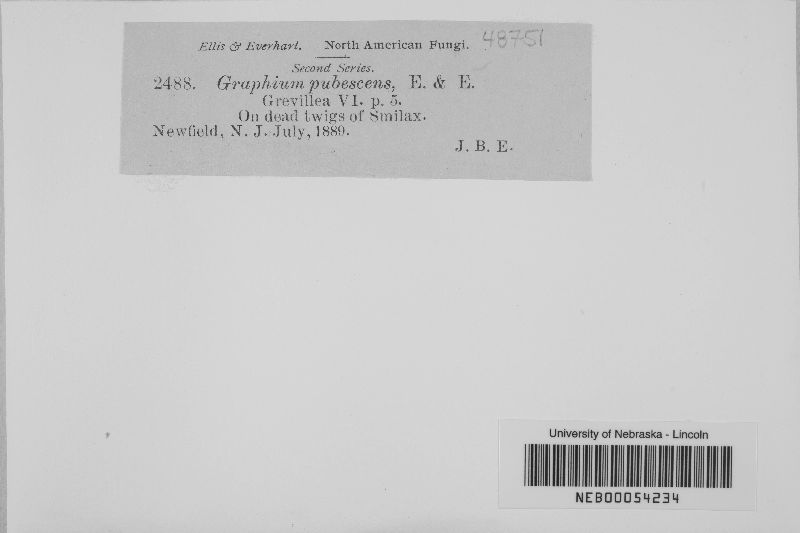 Ellis & Everhart. North American Fungi. 48751
Second Series.
2488. Graphium pubescens, E. & E.
Grevillea VI. p. 5.
On dead twigs of Smilax.
Newfield, N. J. July, 1889.
J. B. E.
University of Nebraska - Lincoln
NEB00054234